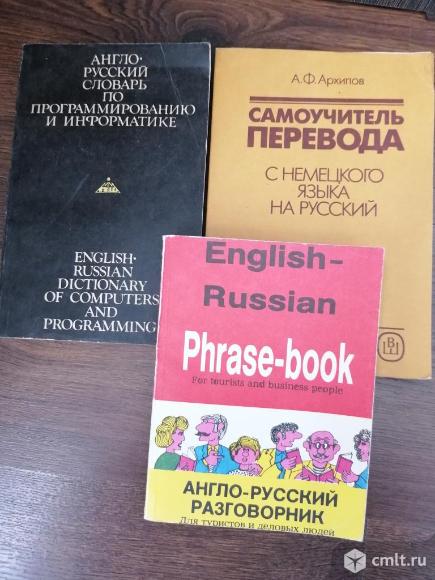 АНГЛО-
РУССКИЙ
СЛОВАРЬ
ПО
ПРОГРАММИРОВАНИЮ
И ИНФОРМАТИКЕ
ENGLISH-
RUSSIAN
DICTIONARY
OF COMPUTERS
AND
PROGRAMMING
А.Ф.Архипов
САМОУЧИТЕЛЬ
ПЕРЕВОДА
С НЕМЕЦКОГО
ЯЗЫКА
НА РУССКИЙ
English-
Russian
Phrase-book
For tourists and business people
АНГЛО-РУССКИЙ
РАЗГОВОРНИК
Для туристов и деловых людей
cmlt.ru